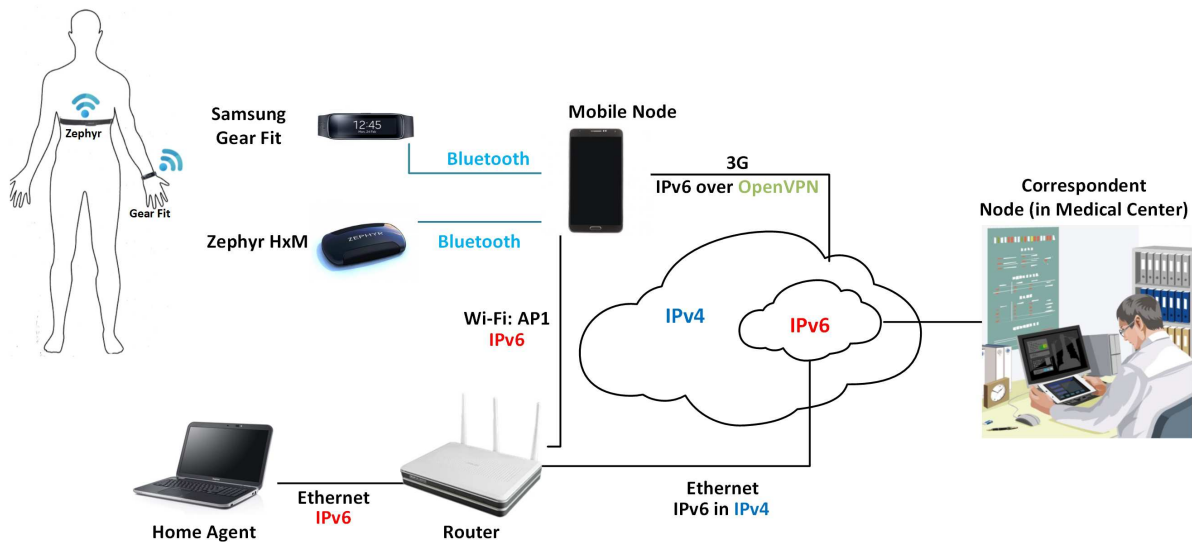 Zephyr
Gear Fit
Samsung
Gear Fit
12:45
Bluetooth
Zephyr HxM
ZEPHYR
Bluetooth
Mobile Node
3G
IPv6 over OpenVPN
Correspondent
Node (in Medical Center)
IPv4
IPv6
Wi-Fi: AP1
IPv6
Ethernet
IPv6
Home Agent
Router
Ethernet
IPv6 in IPv4